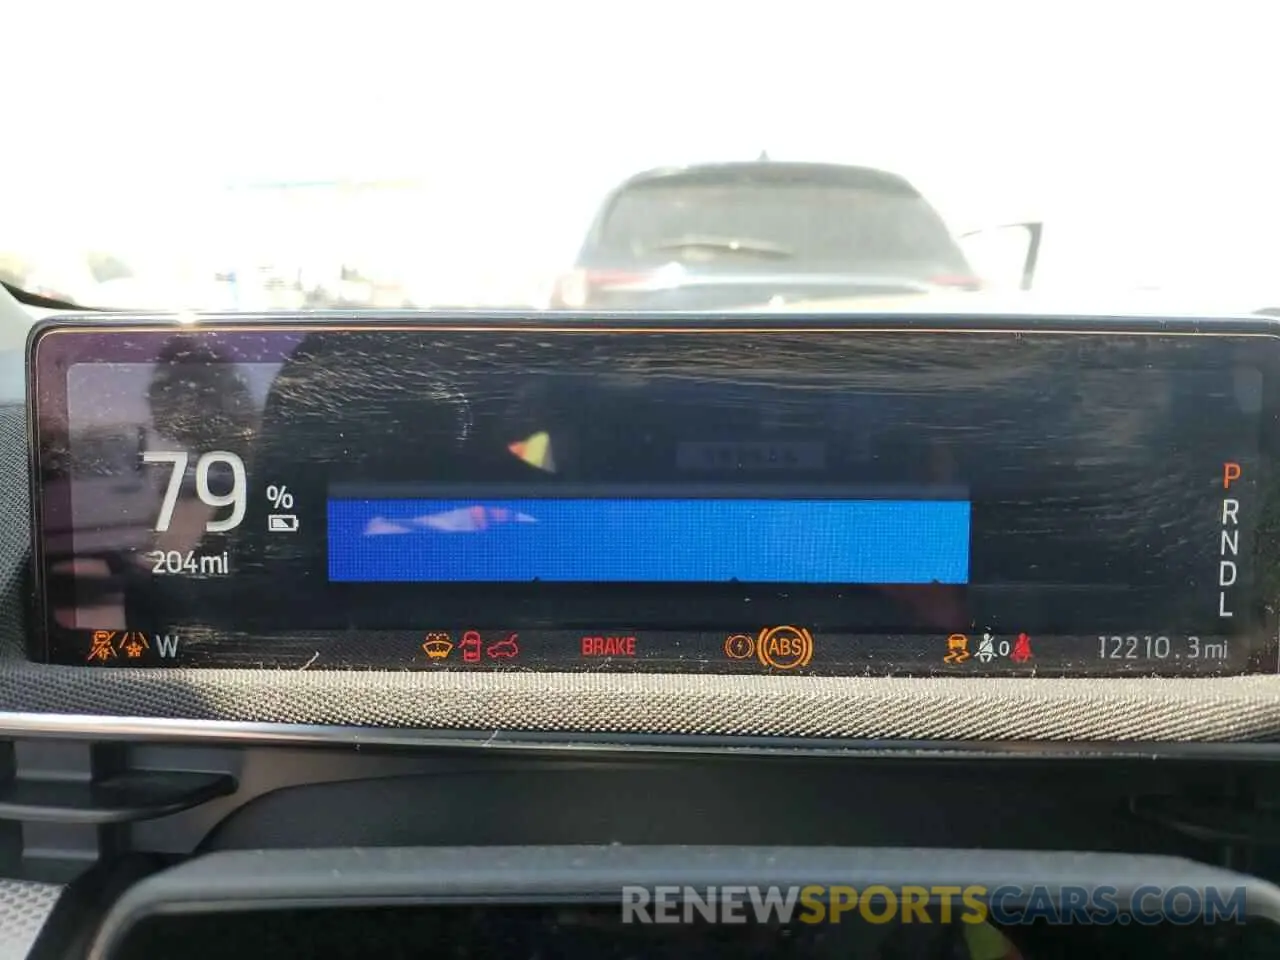 79 %
204mi
P
R
N
D
L
W BRAKE ABS 0 12210.3mi
RENEWSPORTSCARS.COM